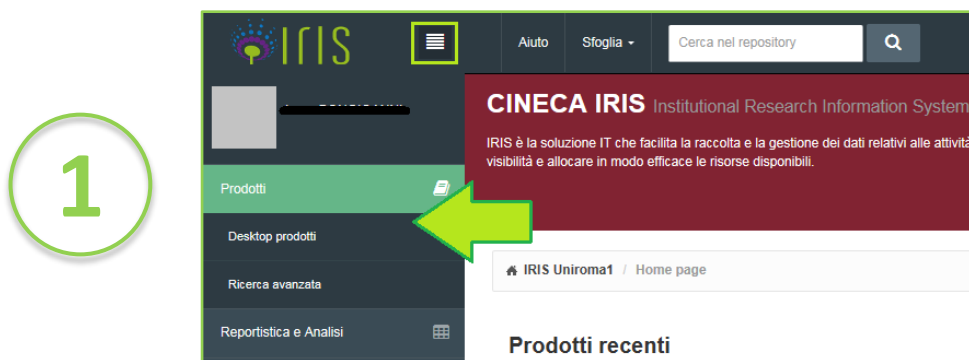 1
IRIS
Aiuto
Sfoglia
Cerca nel repository
CINECA IRIS Institutional Research Information System
IRIS è la soluzione IT che facilita la raccolta e la gestione dei dati relativi alle attività
visibilità e allocare in modo efficace le risorse disponibili.
Prodotti
Desktop prodotti
Ricerca avanzata
Reportistica e Analisi
IRIS Uniroma1 / Home page
Prodotti recenti